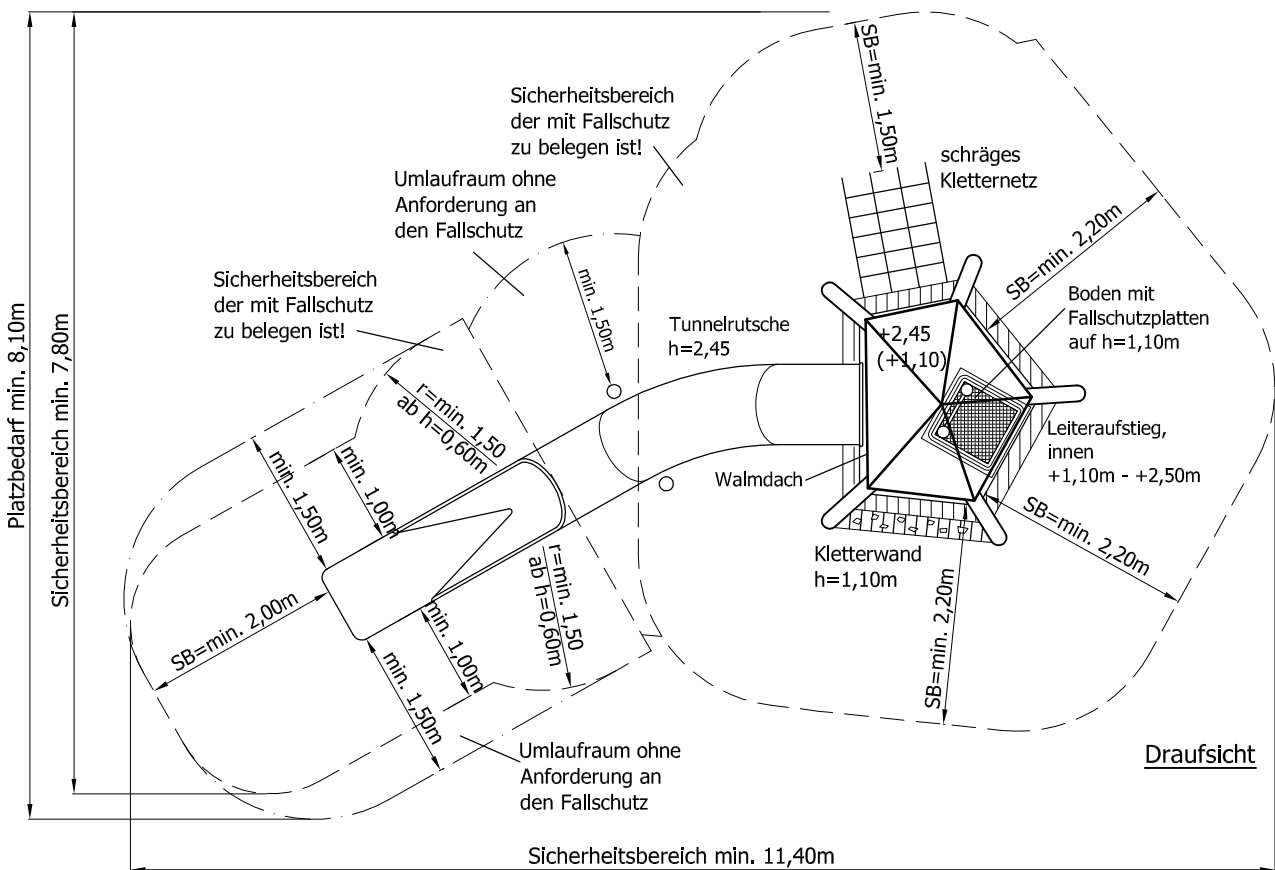 SB=min. 1,50m
Sicherheitsbereich
der mit Fallschutz
zu belegen ist!
schräges
Kletternetz
Umlaufraum ohne
Anforderung an
den Fallschutz
SB=min. 2,20m
Sicherheitsbereich
der mit Fallschutz
zu belegen ist!
min. 1,50m
Boden mit
Fallschutzplatten
auf h=1,10m
Tunnelrutsche
h=2,45
+2,45
(+1,10)
Platzbedarf min. 8,10m
Sicherheitsbereich min. 7,80m
r=min. 1,50
ab h=0,60m
Leiteraufstieg,
innen
+1,10m - +2,50m
Walmdach
min. 1,50m
min. 1,00m
SB=min. 2,20m
Kletterwand
h=1,10m
r=min. 1,50
ab h=0,60m
SB=min. 2,00m
min. 1,00m
min. 1,50m
SB=min. 2,20m
Umlaufraum ohne
Anforderung an
den Fallschutz
Draufsicht
Sicherheitsbereich min. 11,40m